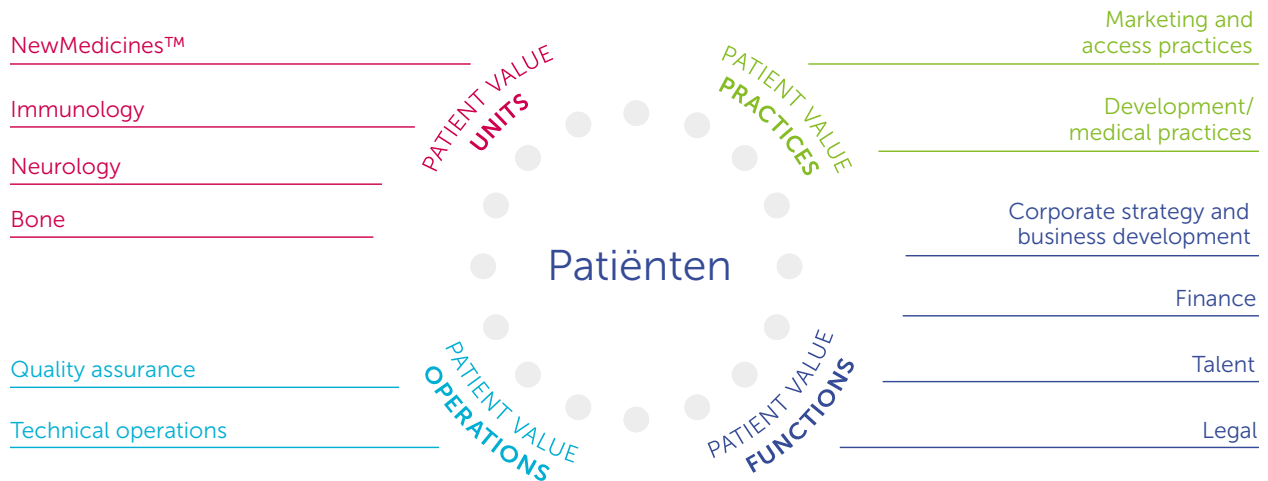 NewMedicines™
Immunology
Neurology
Bone
PATIENT VALUE
UNITS
PATIENT VALUE
PRACTICES
Marketing and
access practices
Development/
medical practices
Patiënten
Corporate strategy and
business development
Finance
Talent
Legal
Quality assurance
Technical operations
PATIENT VALUE
OPERATIONS
PATIENT VALUE
FUNCTIONS